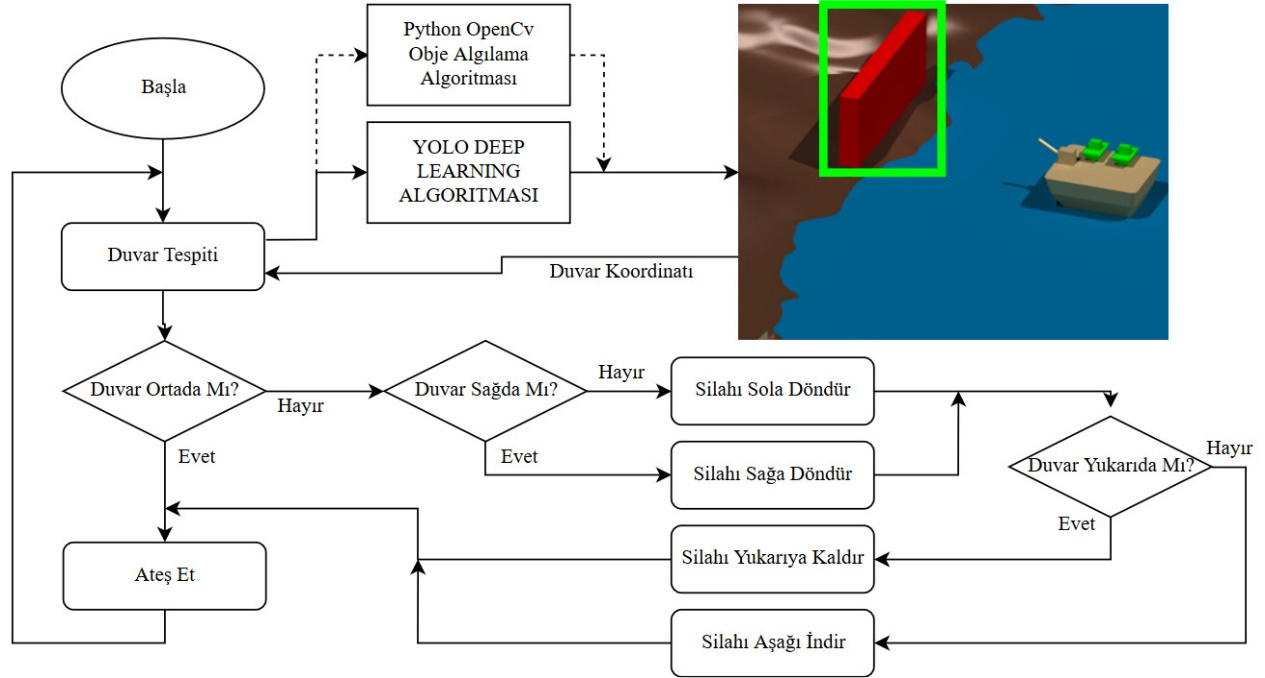 Başla
Python OpenCv
Obje Algılama
Algoritması
YOLO DEEP
LEARNING
ALGORITMASI
Duvar Tespiti
Duvar Koordinatı
Duvar Ortada Mı?
Hayır
Evet
Duvar Sağda Mı?
Hayır
Evet
Silahı Sola Döndür
Silahı Sağa Döndür
Duvar Yukarıda Mı?
Hayır
Evet
Silahı Yukarıya Kaldır
Silahı Aşağı İndir
Ateş Et